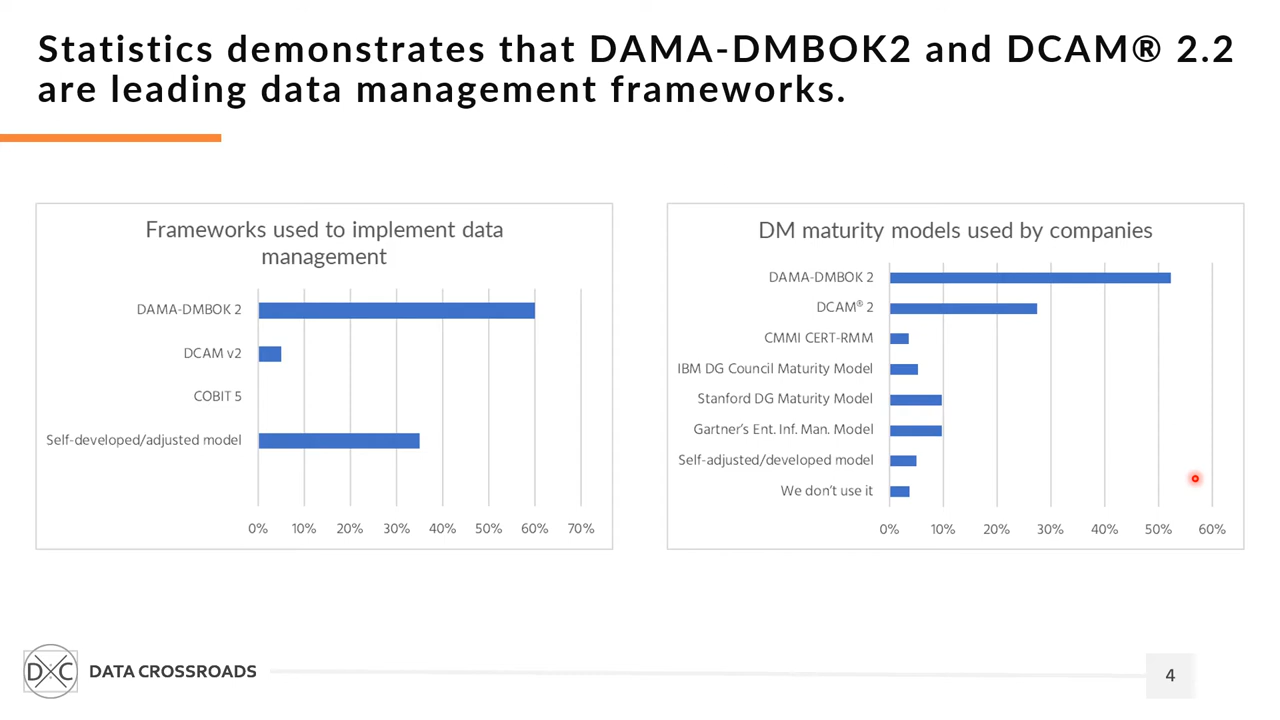 Statistics demonstrates that DAMA-DMBOK2 and DCAM® 2.2
are leading data management frameworks.
Frameworks used to implement data
management
DAMA-DMBOK 2
DCAM v2
COBIT 5
Self-developed/adjusted model
0% 10% 20% 30% 40% 50% 60% 70%
DM maturity models used by companies
DAMA-DMBOK 2
DCAM® 2
CMMI CERT-RMM
IBM DG Council Maturity Model
Stanford DG Maturity Model
Gartner's Ent. Inf. Man. Model
Self-adjusted/developed model
We don't use it
0% 10% 20% 30% 40% 50% 60%
DXC DATA CROSSROADS
4